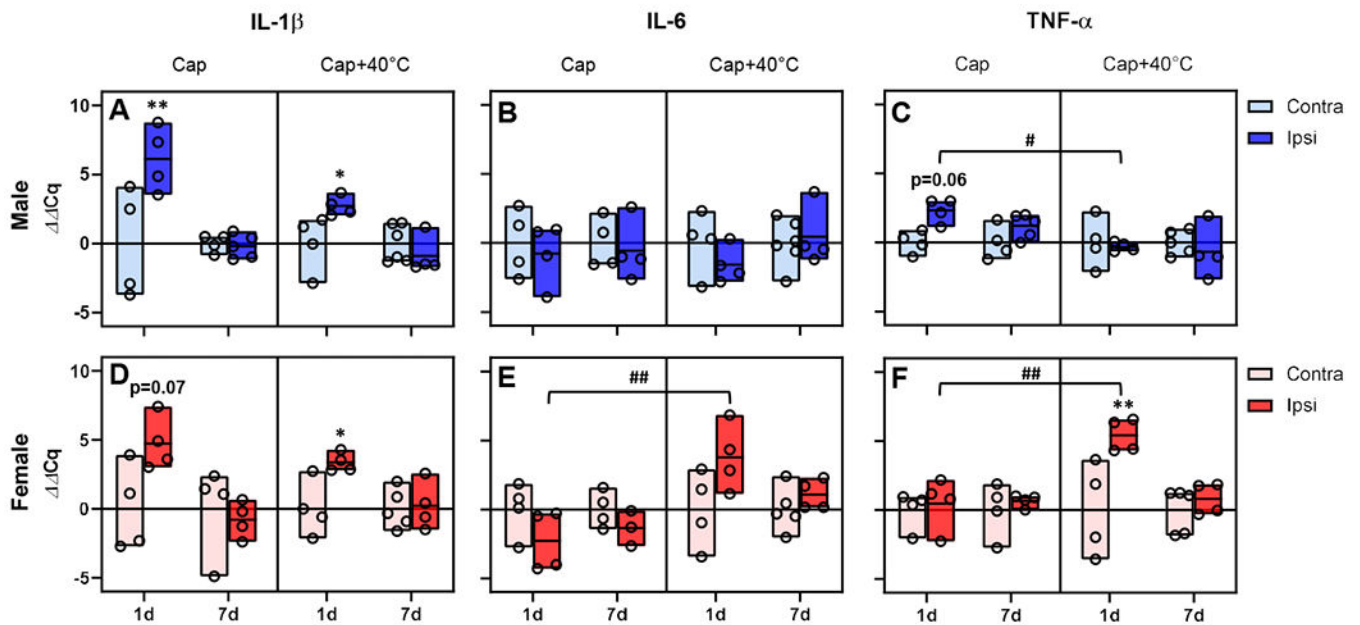 IL-1β IL-6 TNF-α
Cap Cap+40°C Cap Cap+40°C Cap Cap+40°C
Male
ΔΔCq
10
5
0
-5
A
**
*
B
C
p=0.06
#
Contra
Ipsi
Female
ΔΔCq
10
5
0
-5
D
p=0.07
*
E
##
F
##
**
Contra
Ipsi
1d 7d 1d 7d 1d 7d 1d 7d 1d 7d 1d 7d